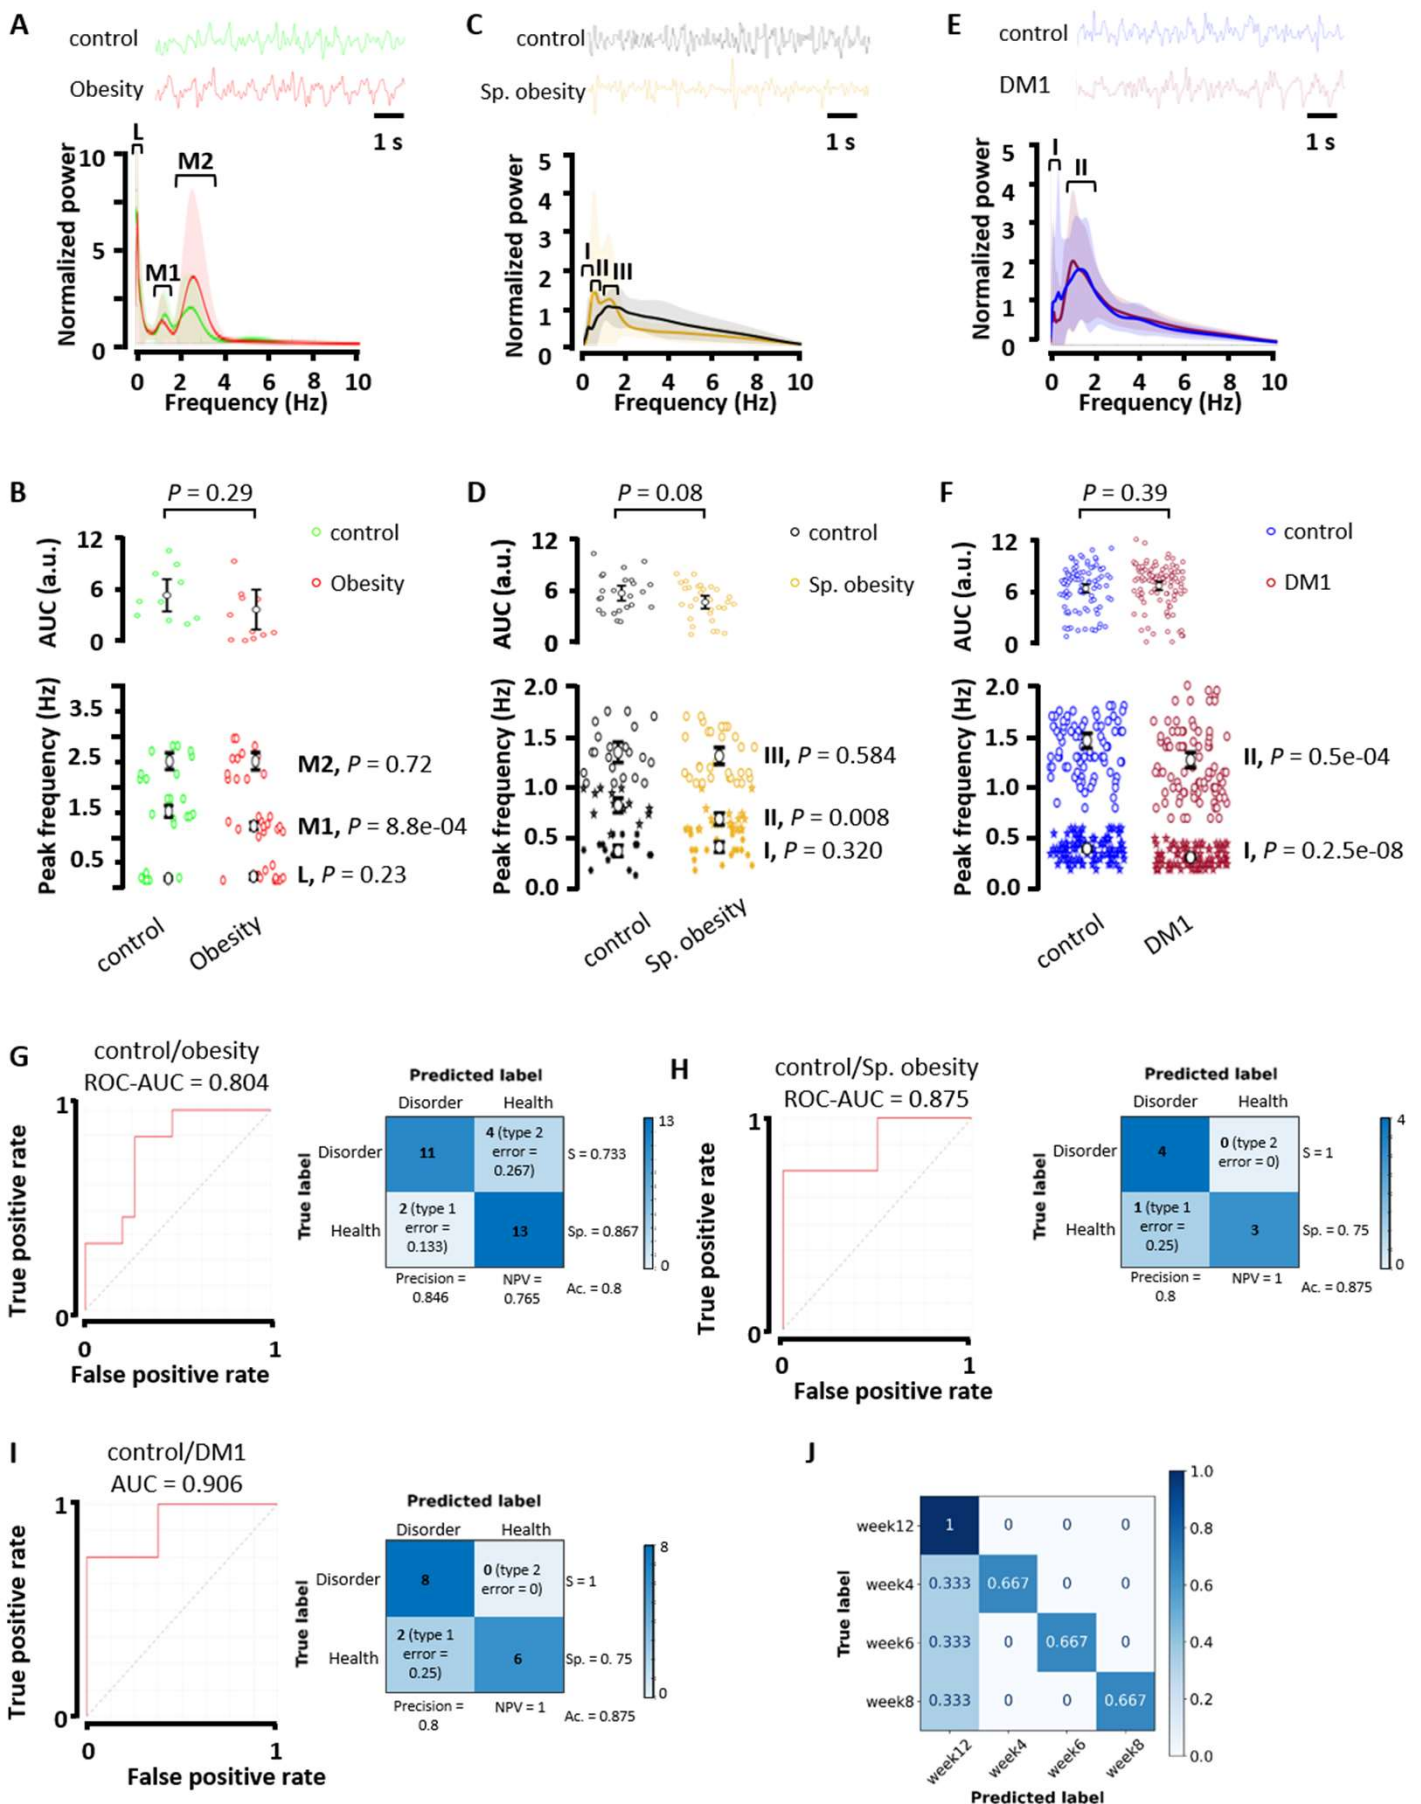 A
control
Obesity
1 s
L
M1
M2
Normalized power
10
5
0
0 2 4 6 8 10
Frequency (Hz)
C
control
Sp. obesity
1 s
I
II
III
Normalized power
5
4
3
2
1
0
0 2 4 6 8 10
Frequency (Hz)
E
control
DM1
1 s
I
II
Normalized power
5
4
3
2
1
0
0 2 4 6 8 10
Frequency (Hz)
B
P = 0.29
control
Obesity
AUC (a.u.)
12
6
0
Peak frequency (Hz)
3.5
2.5
1.5
0.5
M2, P = 0.72
M1, P = 8.8e-04
L, P = 0.23
control
Obesity
D
P = 0.08
control
Sp. obesity
AUC (a.u.)
12
6
0
Peak frequency (Hz)
2.0
1.5
1.0
0.5
0.0
III, P = 0.584
II, P = 0.008
I, P = 0.320
control
Sp. obesity
F
P = 0.39
control
DM1
AUC (a.u.)
12
6
0
Peak frequency (Hz)
2.0
1.5
1.0
0.5
0.0
II, P = 0.5e-04
I, P = 0.2.5e-08
control
DM1
G
control/obesity
ROC-AUC = 0.804
True positive rate
1
0
0 1
False positive rate
Predicted label
Disorder Health
True label
Disorder
11
4 (type 2
error =
0.267)
S = 0.733
Health
2 (type 1
error =
0.133)
13
Sp. = 0.867
Precision =
0.846
NPV =
0.765
Ac. = 0.8
13
0
H
control/Sp. obesity
ROC-AUC = 0.875
True positive rate
1
0
0 1
False positive rate
Predicted label
Disorder Health
True label
Disorder
4
0 (type 2
error = 0)
S = 1
Health
1 (type 1
error =
0.25)
3
Sp. = 0.75
Precision =
0.8
NPV = 1
Ac. = 0.875
4
0
I
control/DM1
AUC = 0.906
True positive rate
1
0
0 1
False positive rate
Predicted label
Disorder Health
True label
Disorder
8
0 (type 2
error = 0)
S = 1
Health
2 (type 1
error =
0.25)
6
Sp. = 0. 75
Precision =
0.8
NPV = 1
Ac. = 0.875
8
0
J
True label
week12 1 0 0 0
week4 0.333 0.667 0 0
week6 0.333 0 0.667 0
week8 0.333 0 0 0.667
week12 week4 week6 week8
Predicted label
1.0
0.8
0.6
0.4
0.2
0.0